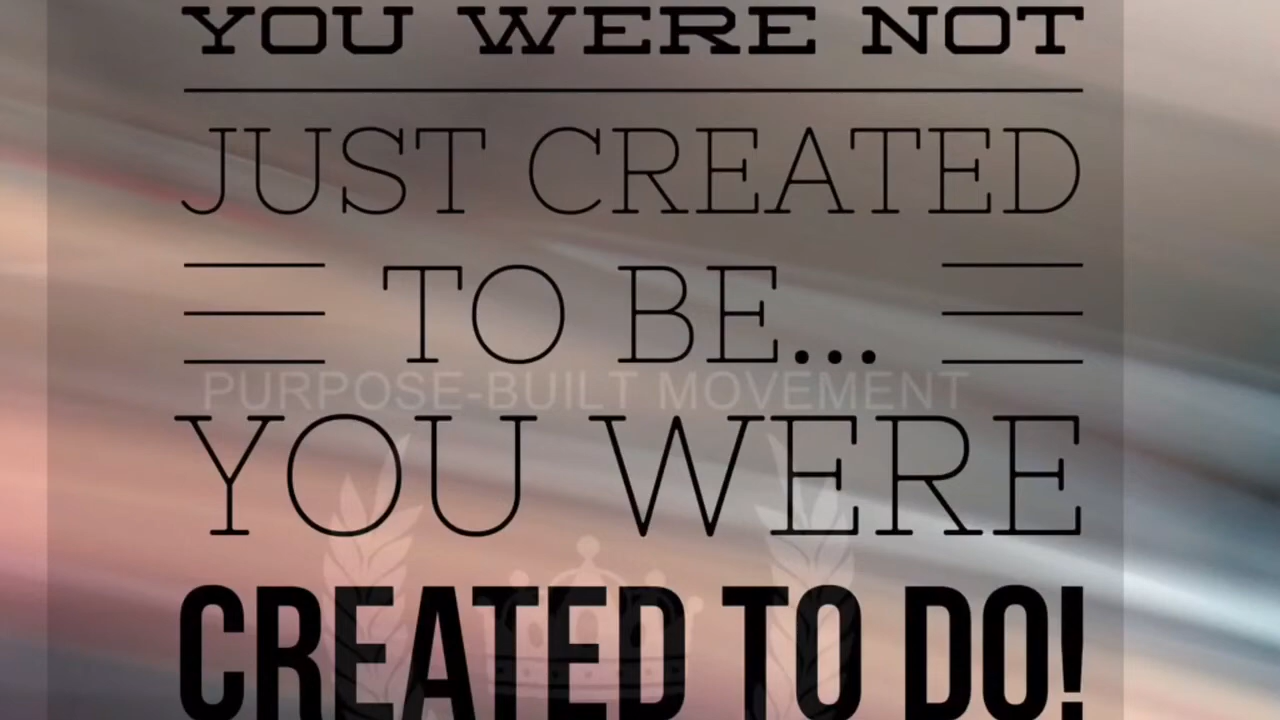 YOU WERE NOT
JUST CREATED
TO BE...
PURPOSE-BUILT MOVEMENT
YOU WERE
CREATED TO DO!